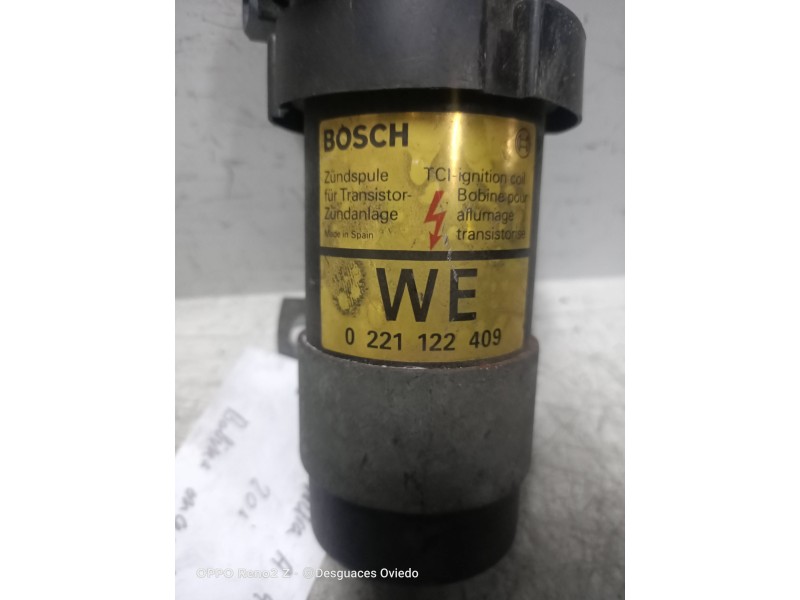 BOSCH
Zündspule
für Transistor-
Zündanlage
Made in Spain
TCI-ignition coil
Bobine pour
allumage
transistorisé
WE
0 221 122 409
20i
OPPO Reno2 Z · @Desguaces Oviedo